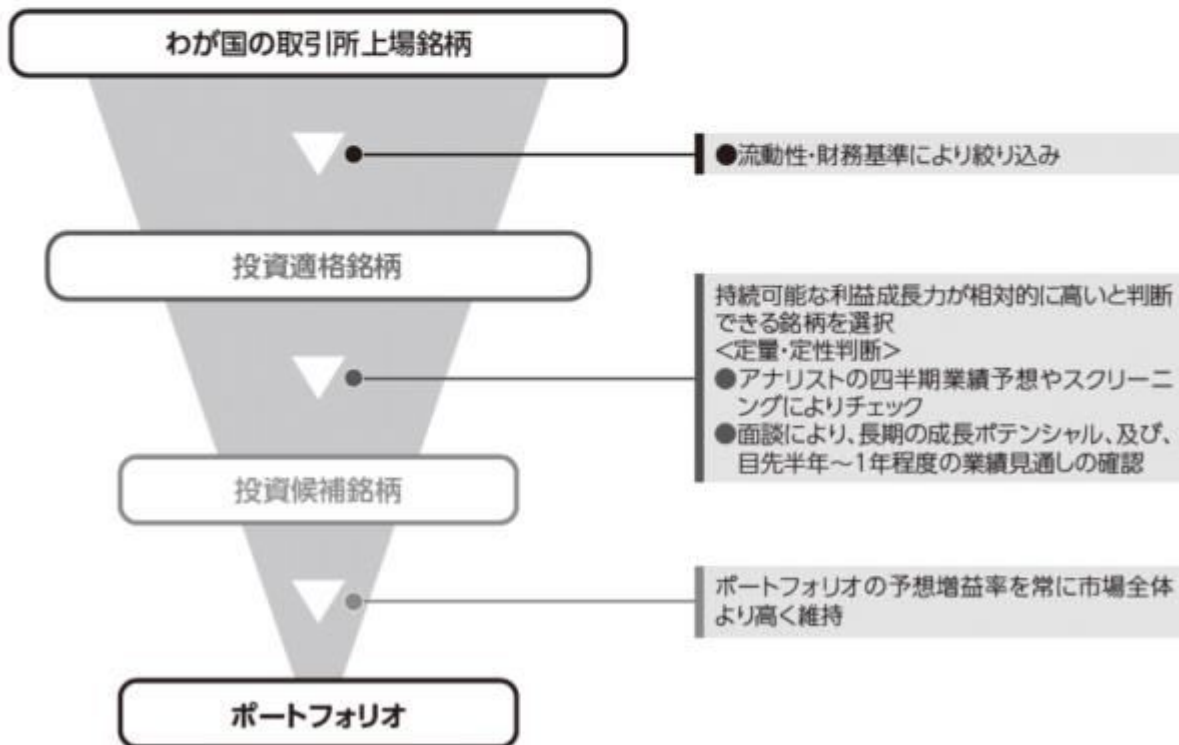 わが国の取引所上場銘柄
●流動性・財務基準により絞り込み
投資適格銘柄
持続可能な利益成長力が相対的に高いと判断
できる銘柄を選択
<定量・定性判断>
●アナリストの四半期業績予想やスクリーニ
ングによりチェック
●面談により、長期の成長ポテンシャル、及び、
目先半年～1年程度の業績見通しの確認
投資候補銘柄
ポートフォリオの予想増益率を常に市場全体
より高く維持
ポートフォリオ